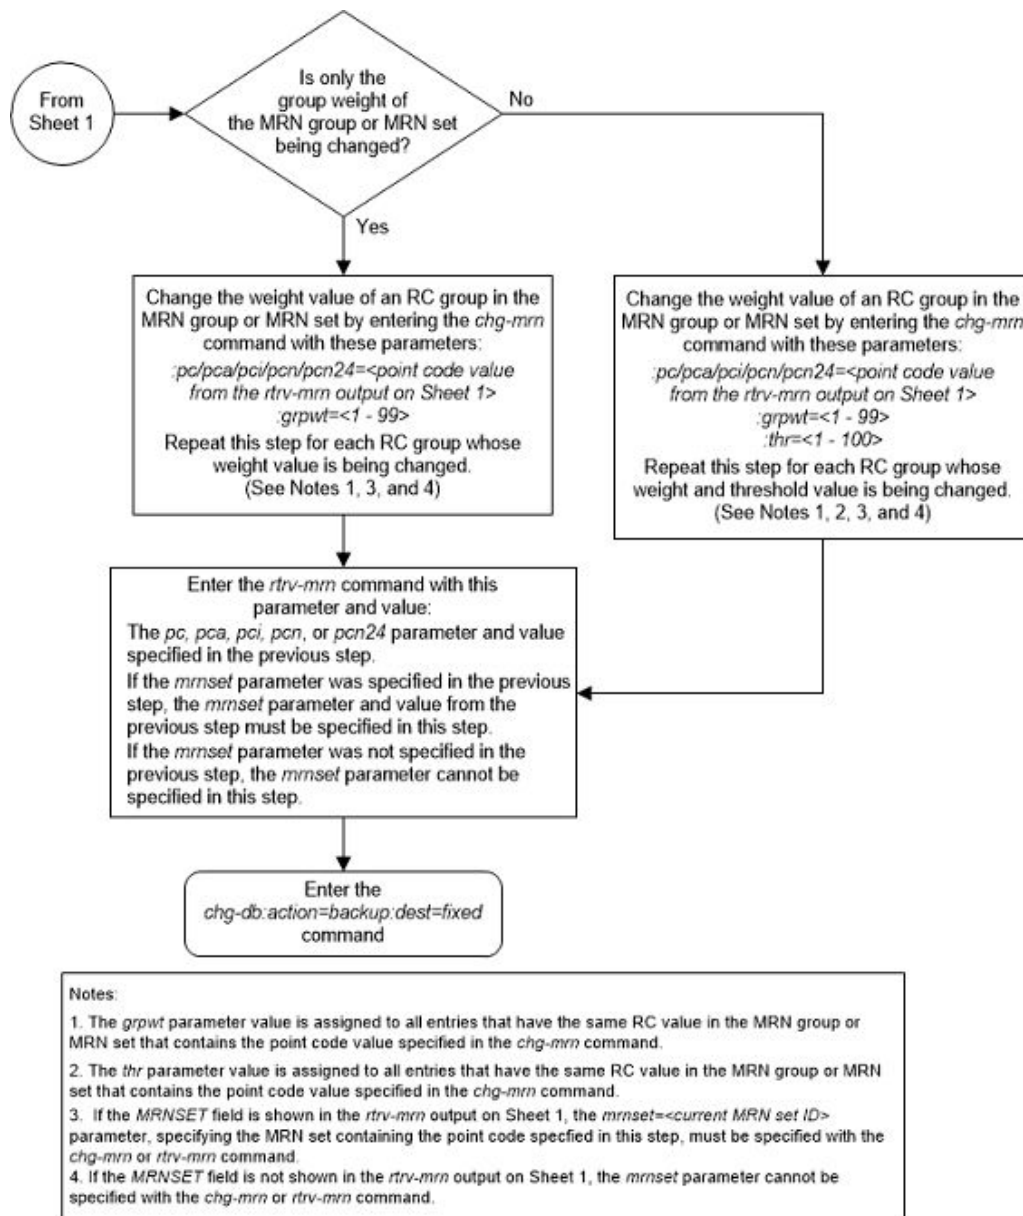 From
Sheet 1
Is only the
group weight of
the MRN group or MRN set
being changed?
No
Yes
Change the weight value of an RC group in the
MRN group or MRN set by entering the chg-mrn
command with these parameters:
:pc/pca/pci/pcn/pcn24=<point code value
from the rtrv-mrn output on Sheet 1>
:grpwt=<1 - 99>
Repeat this step for each RC group whose
weight value is being changed.
(See Notes 1, 3, and 4)
Change the weight value of an RC group in the
MRN group or MRN set by entering the chg-mrn
command with these parameters:
:pc/pca/pci/pcn/pcn24=<point code value
from the rtrv-mrn output on Sheet 1>
:grpwt=<1 - 99>
:thr=<1 - 100>
Repeat this step for each RC group whose
weight and threshold value is being changed.
(See Notes 1, 2, 3, and 4)
Enter the rtrv-mrn command with this
parameter and value:
The pc, pca, pci, pcn, or pcn24 parameter and value
specified in the previous step.
If the mrnset parameter was specified in the previous
step, the mrnset parameter and value from the
previous step must be specified in this step.
If the mrnset parameter was not specified in the
previous step, the mrnset parameter cannot be
specified in this step.
Enter the
chg-db:action=backup:dest=fixed
command
Notes:
1. The grpwt parameter value is assigned to all entries that have the same RC value in the MRN group or
MRN set that contains the point code value specified in the chg-mrn command.
2. The thr parameter value is assigned to all entries that have the same RC value in the MRN group or MRN
set that contains the point code value specified in the chg-mrn command.
3. If the MRNSET field is shown in the rtrv-mrn output on Sheet 1, the mrnset=<current MRN set ID>
parameter, specifying the MRN set containing the point code specfied in this step, must be specified with the
chg-mrn or rtrv-mrn command.
4. If the MRNSET field is not shown in the rtrv-mrn output on Sheet 1, the mrnset parameter cannot be
specified with the chg-mrn or rtrv-mrn command.